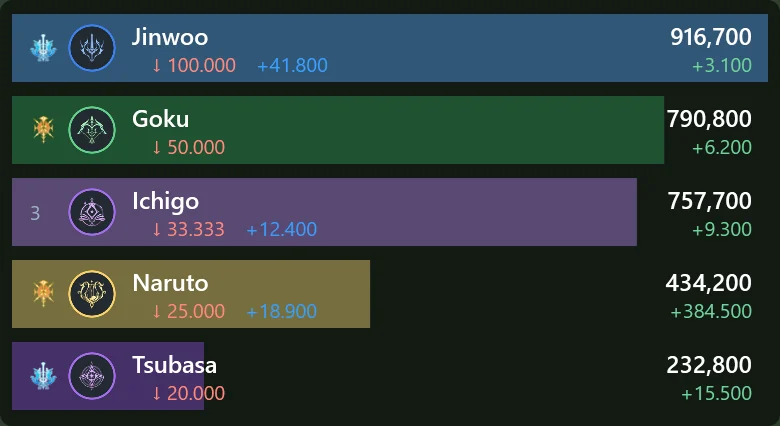 Jinwoo 916,700
↓ 100.000 +41.800 +3.100
Goku 790,800
↓ 50.000 +6.200
3 Ichigo 757,700
↓ 33.333 +12.400 +9.300
Naruto 434,200
↓ 25.000 +18.900 +384.500
Tsubasa 232,800
↓ 20.000 +15.500